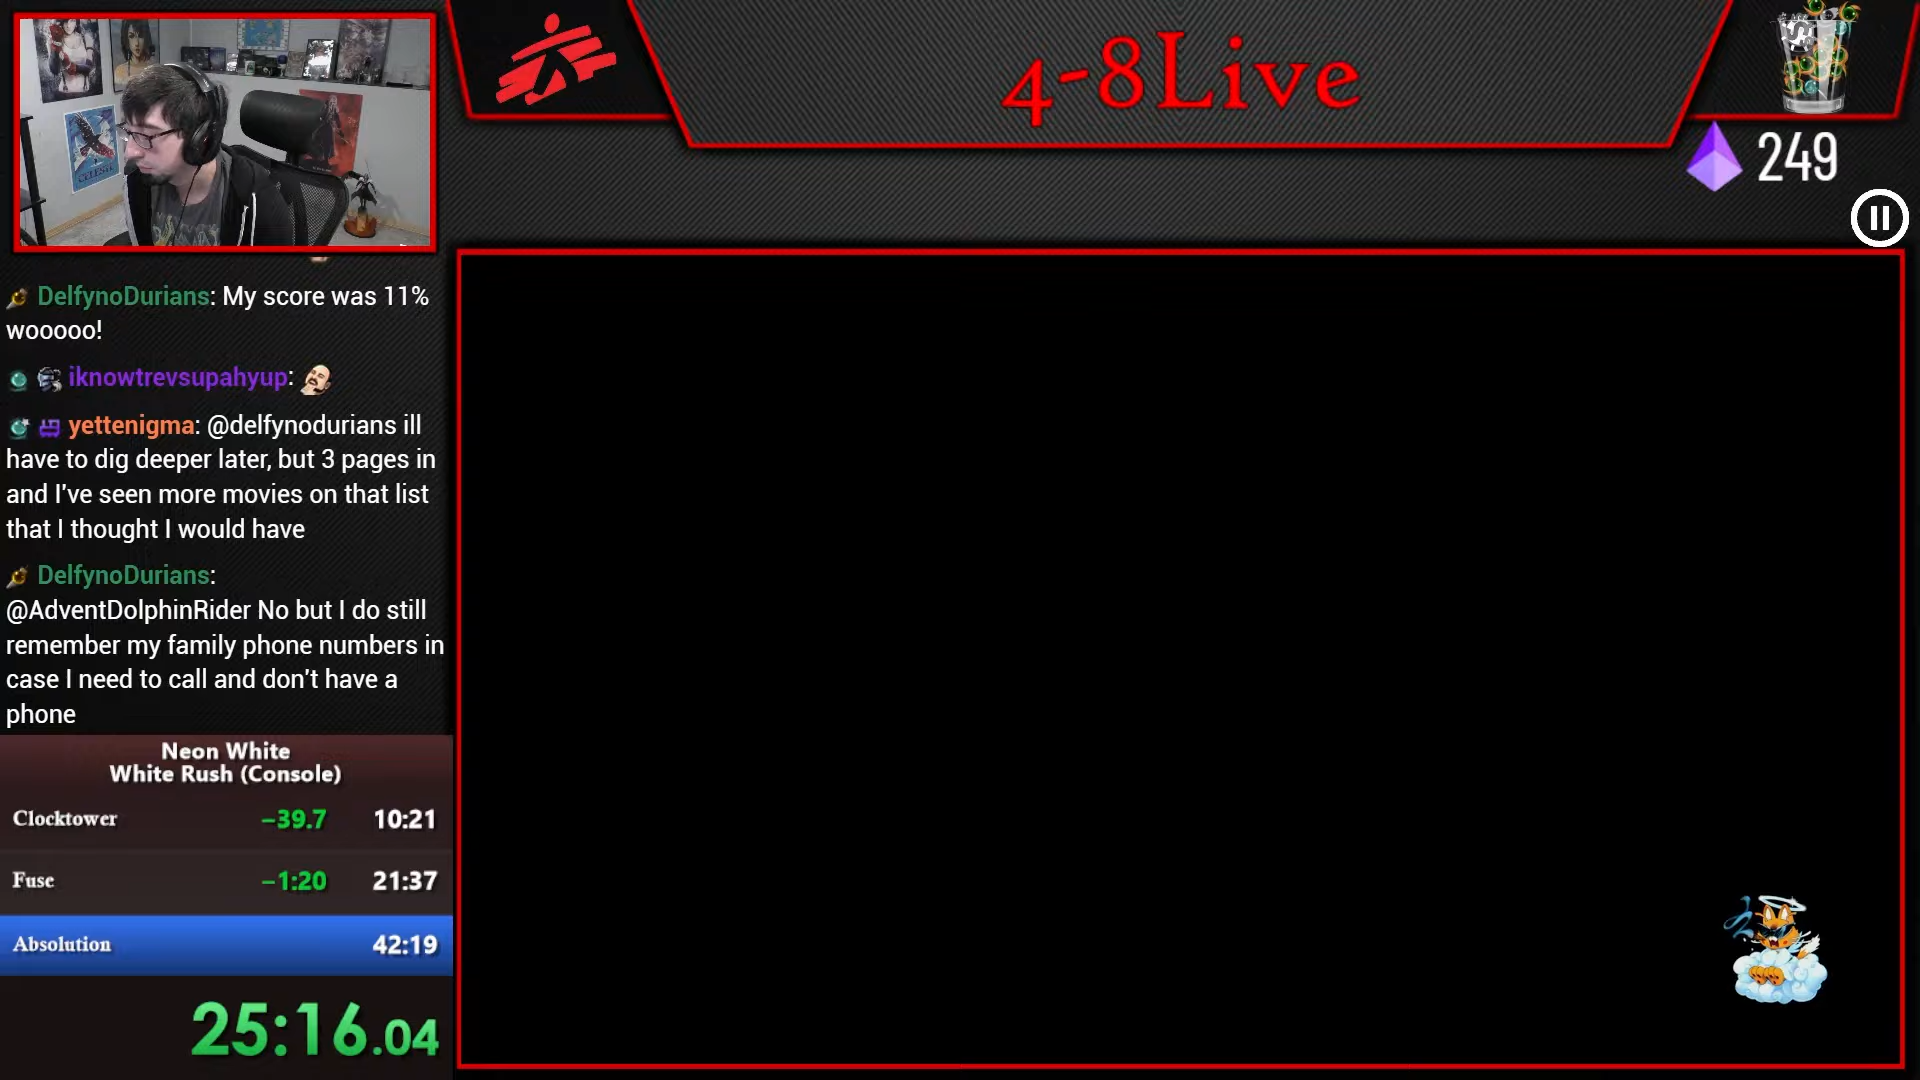 4-8Live
249
DelfynoDurians: My score was 11%
wooooo!
iknowtrevsupahyup:
yettenigma: @delfynodurians ill
have to dig deeper later, but 3 pages in
and I've seen more movies on that list
that I thought I would have
DelfynoDurians:
@AdventDolphinRider No but I do still
remember my family phone numbers in
case I need to call and don't have a
phone
Neon White
White Rush (Console)
Clocktower -39.7 10:21
Fuse -1:20 21:37
Absolution 42:19
25:16.04
CELESTE